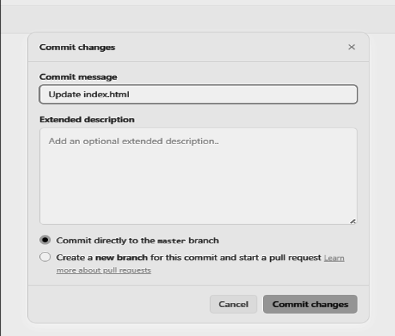 Commit changes
Commit message
Update index.html
Extended description
Add an optional extended description..
Commit directly to the master branch
Create a new branch for this commit and start a pull request Learn
more about pull requests
Cancel
Commit changes